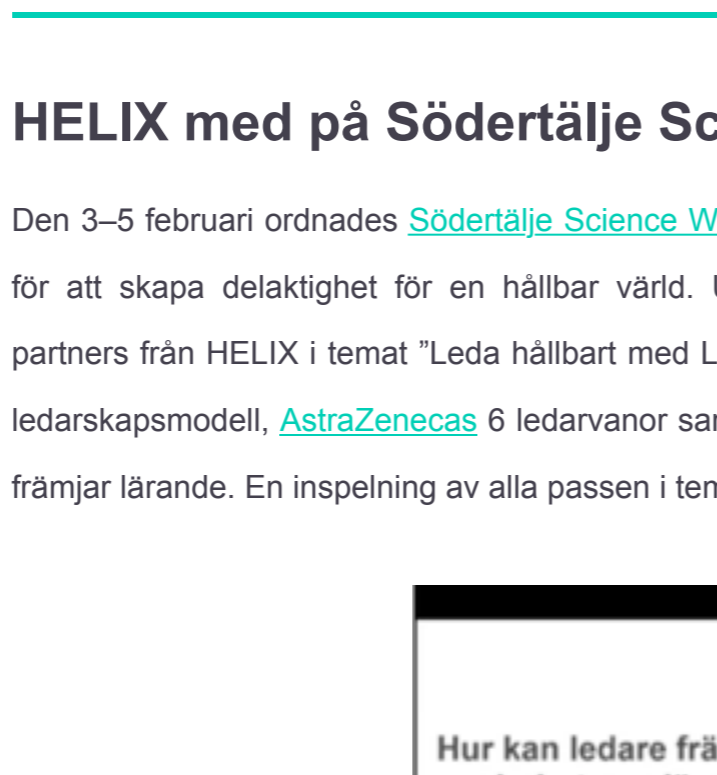 HELIX med på Södertälje Sc
Den 3–5 februari ordnades Södertälje Science W
för att skapa delaktighet för en hållbar värld.
partners från HELIX i temat ”Leda hållbart med L
ledarskapsmodell, AstraZenecas 6 ledarvanor sa
främjar lärande. En inspelning av alla passen i te
Hur kan ledare frä